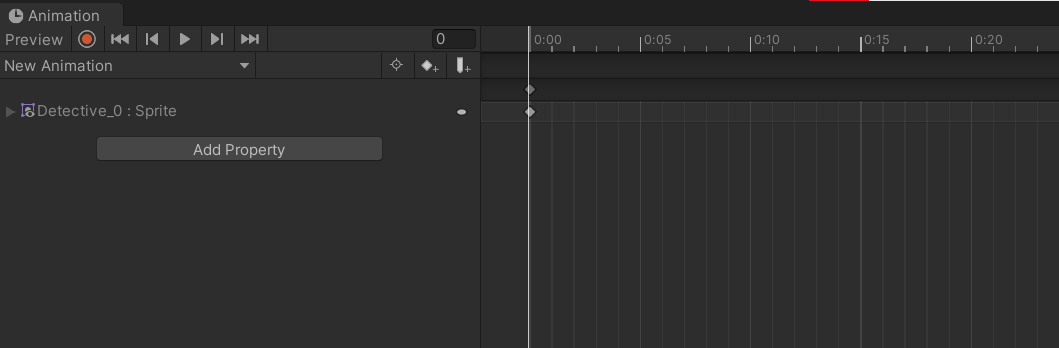 Animation
Preview 0 0:00 0:05 0:10 0:15 0:20
New Animation
Detective_0 : Sprite
Add Property